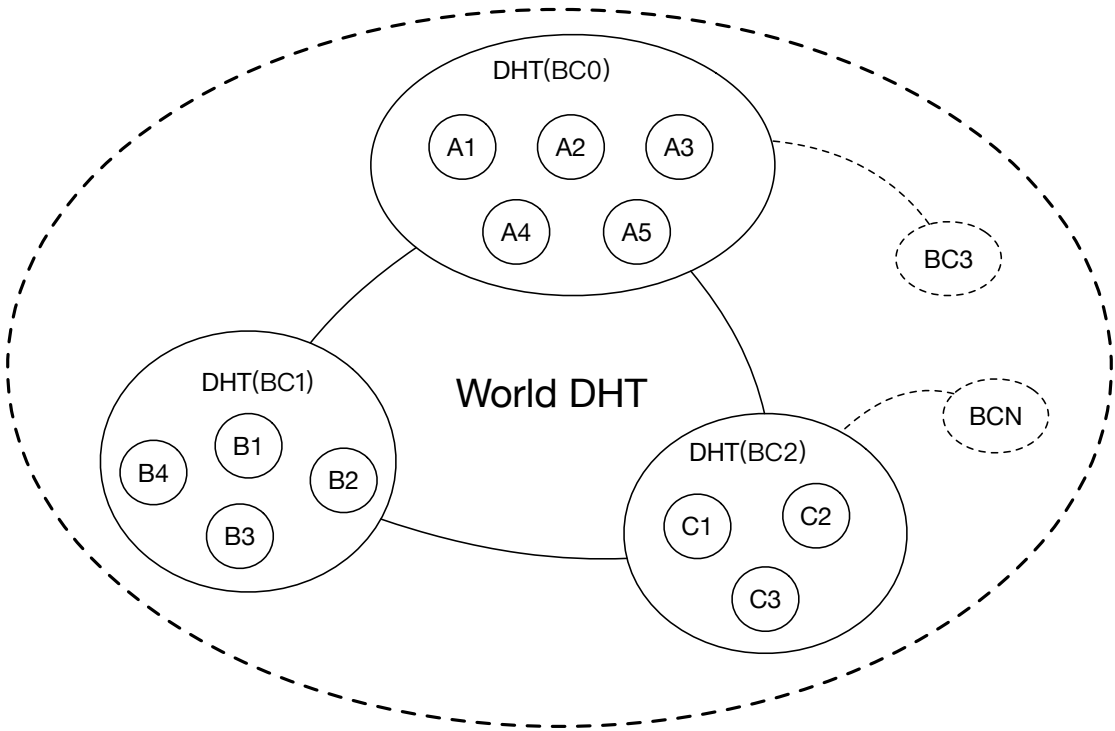 DHT(BC0)
A1 A2 A3
A4 A5
BC3
World DHT
DHT(BC1)
B1
B4 B2
B3
BCN
DHT(BC2)
C1 C2
C3